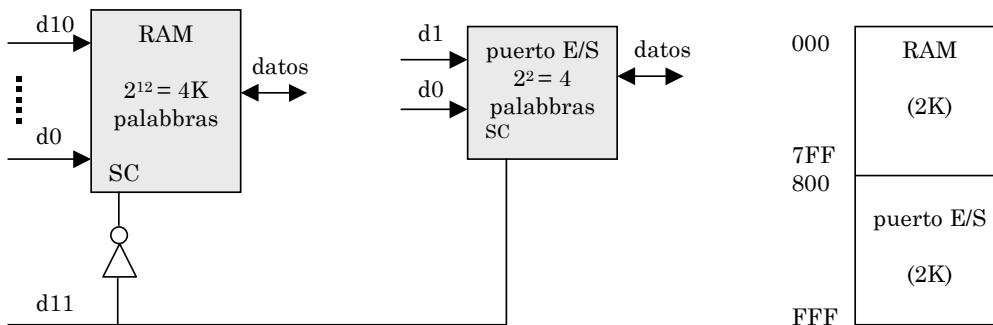 d10
RAM
2¹² = 4K
palabbras
d0
SC
datos
d11
d1
d0
puerto E/S
2² = 4
palabbras
SC
datos
000
RAM
(2K)
7FF
800
puerto E/S
(2K)
FFF